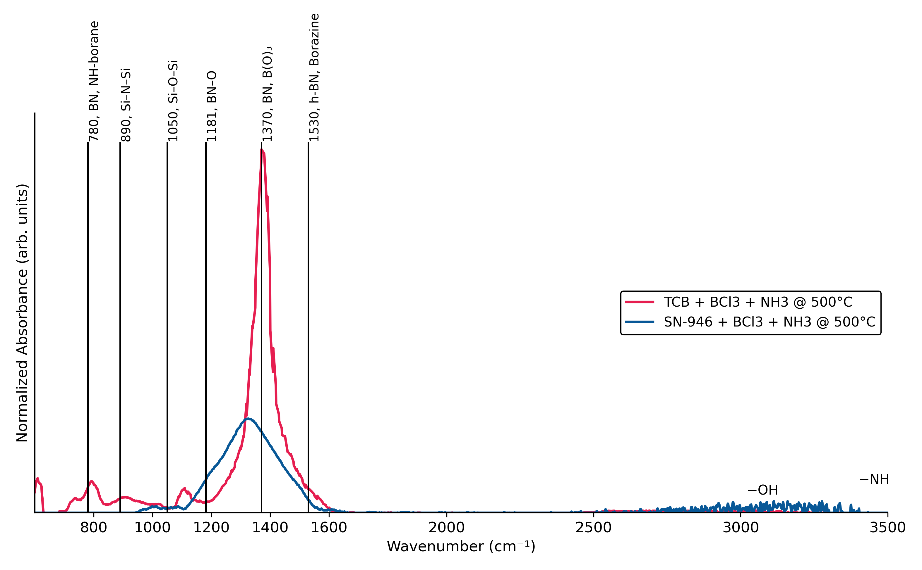 780, BN, NH-borane
890, Si–N–Si
1050, Si–O–Si
1181, BN–O
1370, BN, B(O)₃
1530, h-BN, Borazine
Normalized Absorbance (arb. units)
TCB + BCl3 + NH3 @ 500°C
SN-946 + BCl3 + NH3 @ 500°C
−OH
−NH
800
1000
1200
1400
1600
2000
2500
3000
3500
Wavenumber (cm⁻¹)